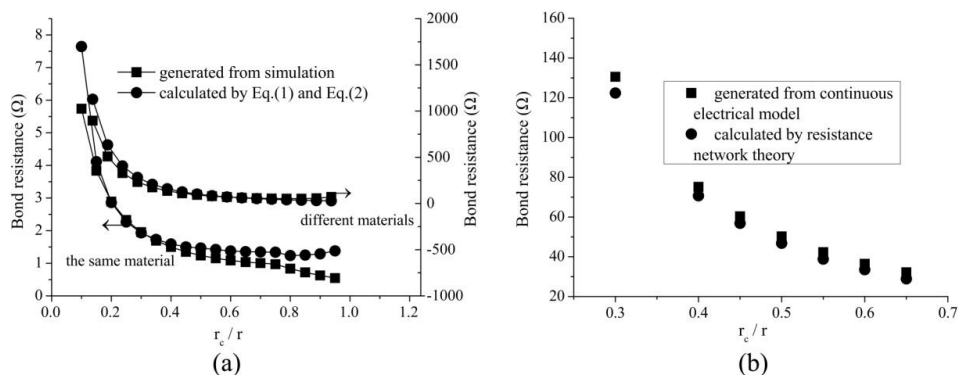 8
7
6
5
4
3
2
1
0
Bond resistance (Ω)
0.0 0.2 0.4 0.6 0.8 1.0 1.2
r_c / r
2000
1500
1000
500
0
-500
-1000
Bond resistance (Ω)
generated from simulation
calculated by Eq.(1) and Eq.(2)
different materials
the same material
(a)
160
140
120
100
80
60
40
20
Bond resistance (Ω)
0.3 0.4 0.5 0.6 0.7
r_c / r
generated from continuous
electrical model
calculated by resistance
network theory
(b)